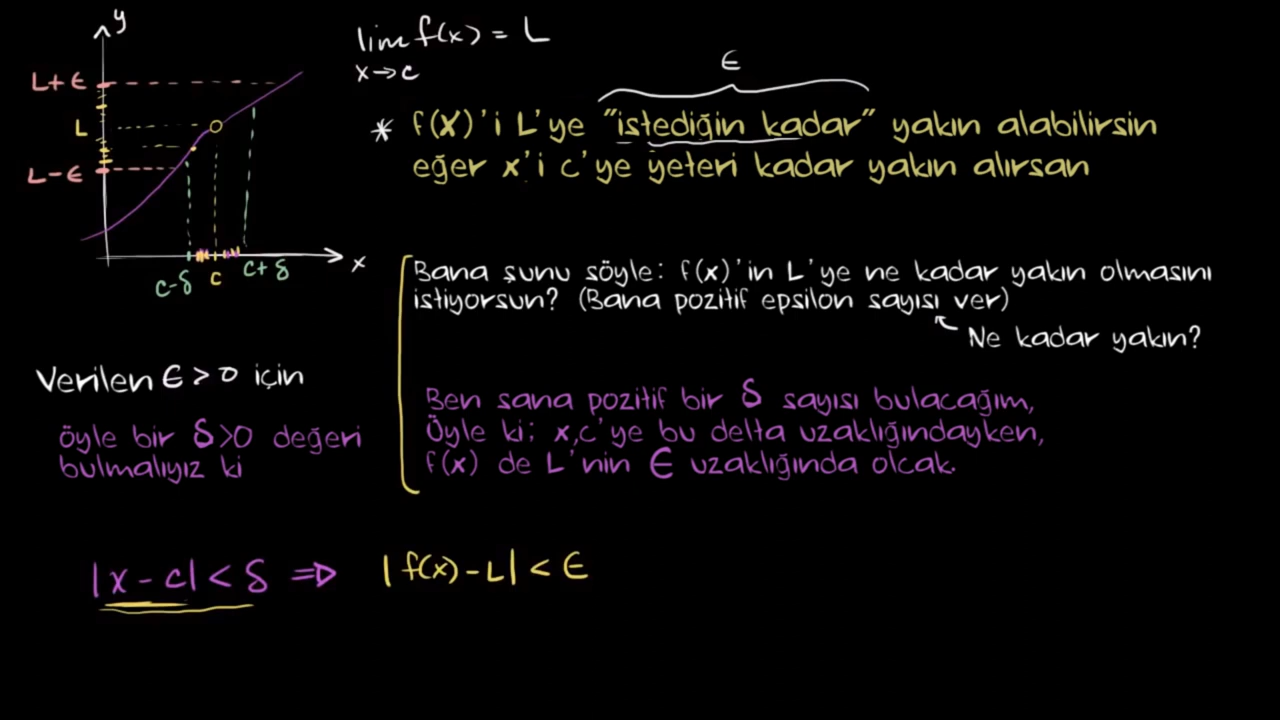 y
lim f(x) = L
x→c
ε
L+ε
L
L-ε
* f(x)'i L'ye "istediğin kadar" yakın alabilirsin
eğer x'i c'ye yeteri kadar yakın alırsan
c-δ c c+δ x
Bana şunu söyle: f(x)'in L'ye ne kadar yakın olmasını
istiyorsun? (Bana pozitif epsilon sayısı ver)
Ne kadar yakın?
Verilen ε > 0 için
öyle bir δ>0 değeri
bulmalıyız ki
Ben sana pozitif bir δ sayısı bulacağım,
Öyle ki; x,c'ye bu delta uzaklığındayken,
f(x) de L'nin ε uzaklığında olcak.
|x - c| < δ ⇒ |f(x) - L| < ε